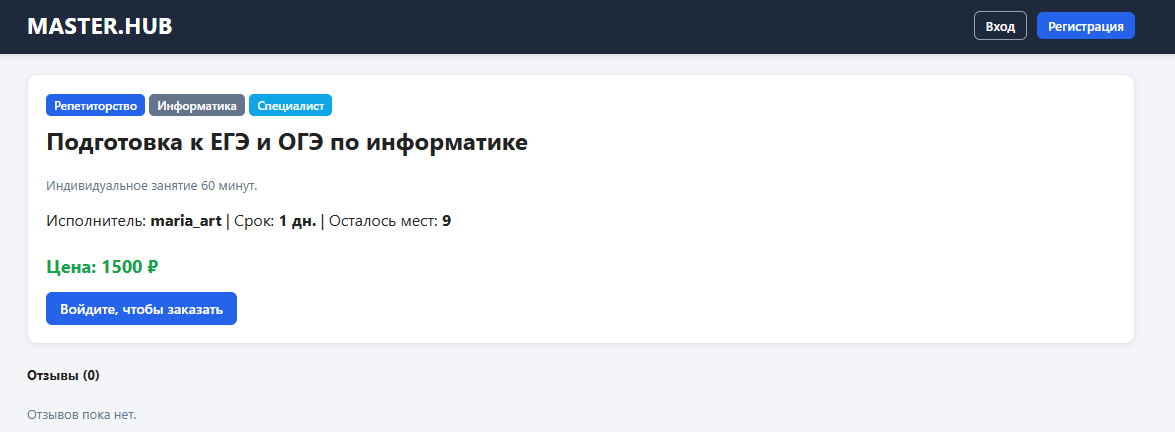 MASTER.HUB
Вход Регистрация
Репетиторство Информатика Специалист
Подготовка к ЕГЭ и ОГЭ по информатике
Индивидуальное занятие 60 минут.
Исполнитель: maria_art | Срок: 1 дн. | Осталось мест: 9
Цена: 1500 ₽
Войдите, чтобы заказать
Отзывы (0)
Отзывов пока нет.